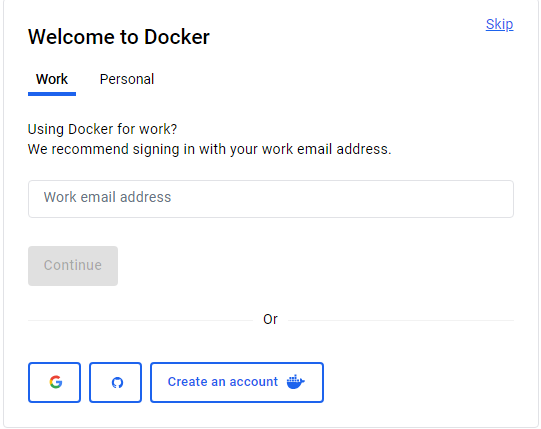 Skip
Welcome to Docker
Work Personal
Using Docker for work?
We recommend signing in with your work email address.
Work email address
Continue
Or
Create an account